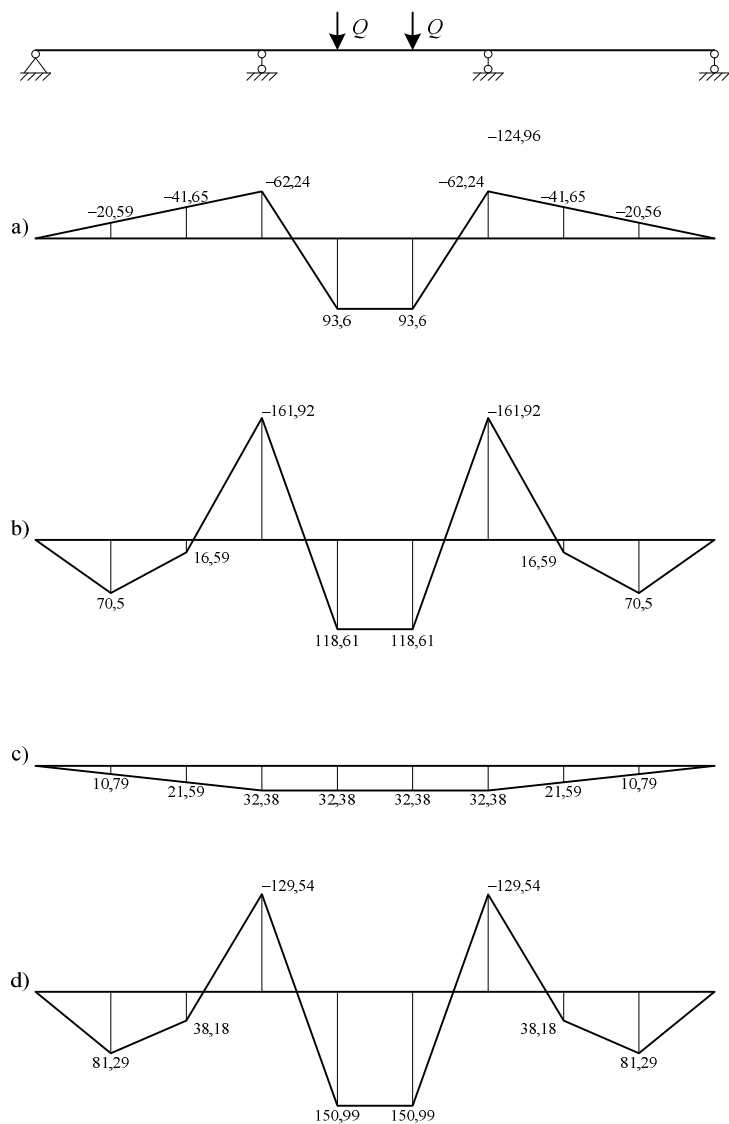 Q Q
−124,96
−62,24 −62,24
−41,65 −41,65
−20,59 −20,56
a)
93,6 93,6
−161,92 −161,92
b)
16,59 16,59
70,5 70,5
118,61 118,61
c)
10,79 10,79
21,59 21,59
32,38 32,38 32,38 32,38
−129,54 −129,54
d)
38,18 38,18
81,29 81,29
150,99 150,99